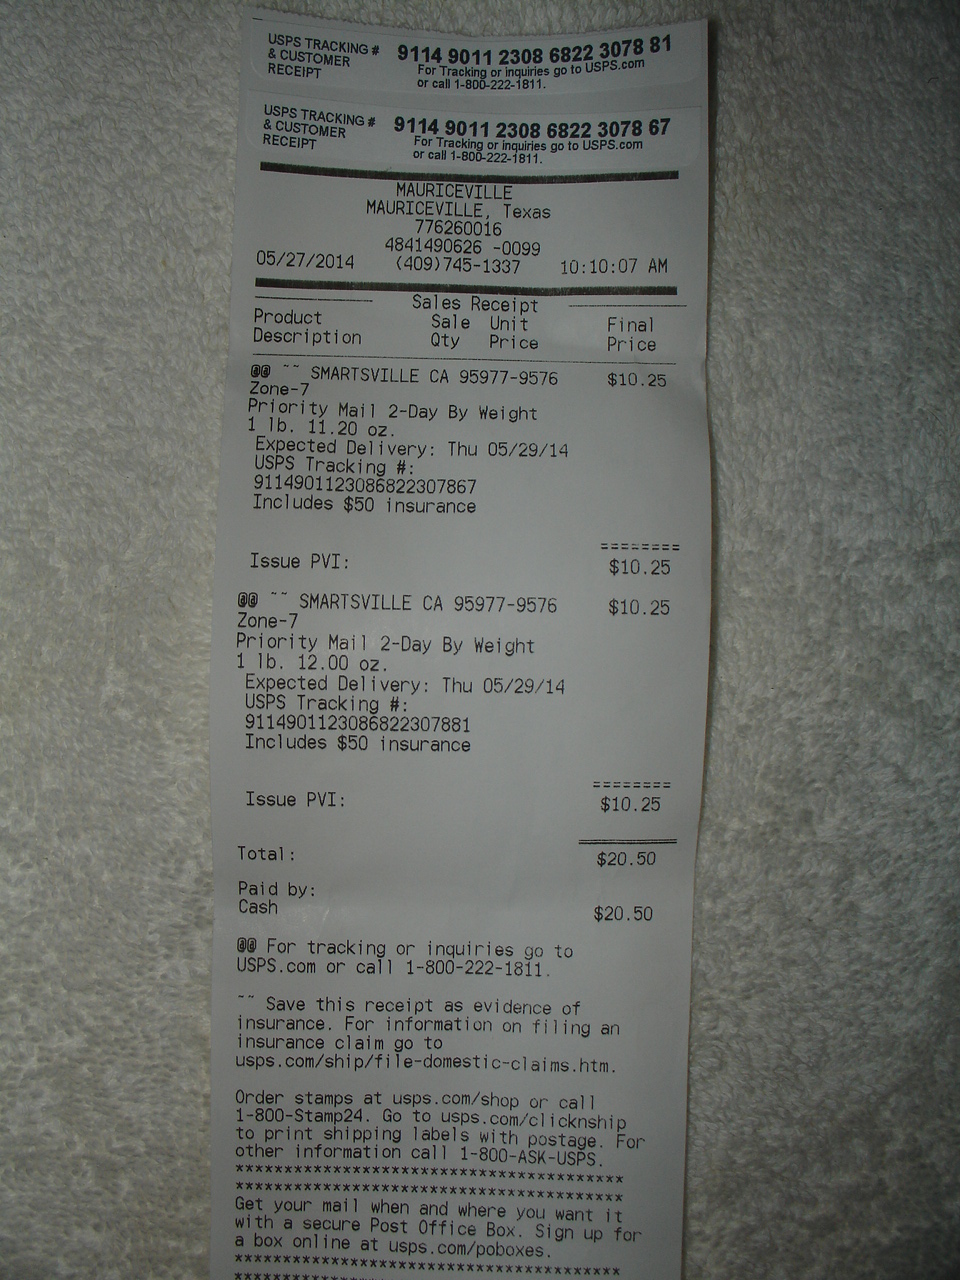 USPS TRACKING # 9114 9011 2308 6822 3078 81
& CUSTOMER For Tracking or inquiries go to USPS.com
RECEIPT or call 1-800-222-1811.
USPS TRACKING # 9114 9011 2308 6822 3078 67
& CUSTOMER For Tracking or inquiries go to USPS.com
RECEIPT or call 1-800-222-1811.
MAURICEVILLE
MAURICEVILLE, Texas
776260016
4841490626 -0099
05/27/2014 (409)745-1337 10:10:07 AM
Sales Receipt
Product Sale Unit Final
Description Qty Price Price
@@ ~~ SMARTSVILLE CA 95977-9576 $10.25
Zone-7
Priority Mail 2-Day By Weight
1 lb. 11.20 oz.
Expected Delivery: Thu 05/29/14
USPS Tracking #:
9114901123086822307867
Includes $50 insurance
========
Issue PVI: $10.25
@@ ~~ SMARTSVILLE CA 95977-9576 $10.25
Zone-7
Priority Mail 2-Day By Weight
1 lb. 12.00 oz.
Expected Delivery: Thu 05/29/14
USPS Tracking #:
9114901123086822307881
Includes $50 insurance
========
Issue PVI: $10.25
Total: $20.50
Paid by:
Cash $20.50
@@ For tracking or inquiries go to
USPS.com or call 1-800-222-1811.
~~ Save this receipt as evidence of
insurance. For information on filing an
insurance claim go to
usps.com/ship/file-domestic-claims.htm.
Order stamps at usps.com/shop or call
1-800-Stamp24. Go to usps.com/clicknship
to print shipping labels with postage. For
other information call 1-800-ASK-USPS.
****************************************
****************************************
Get your mail when and where you want it
with a secure Post Office Box. Sign up for
a box online at usps.com/poboxes.
****************************************
****************************************